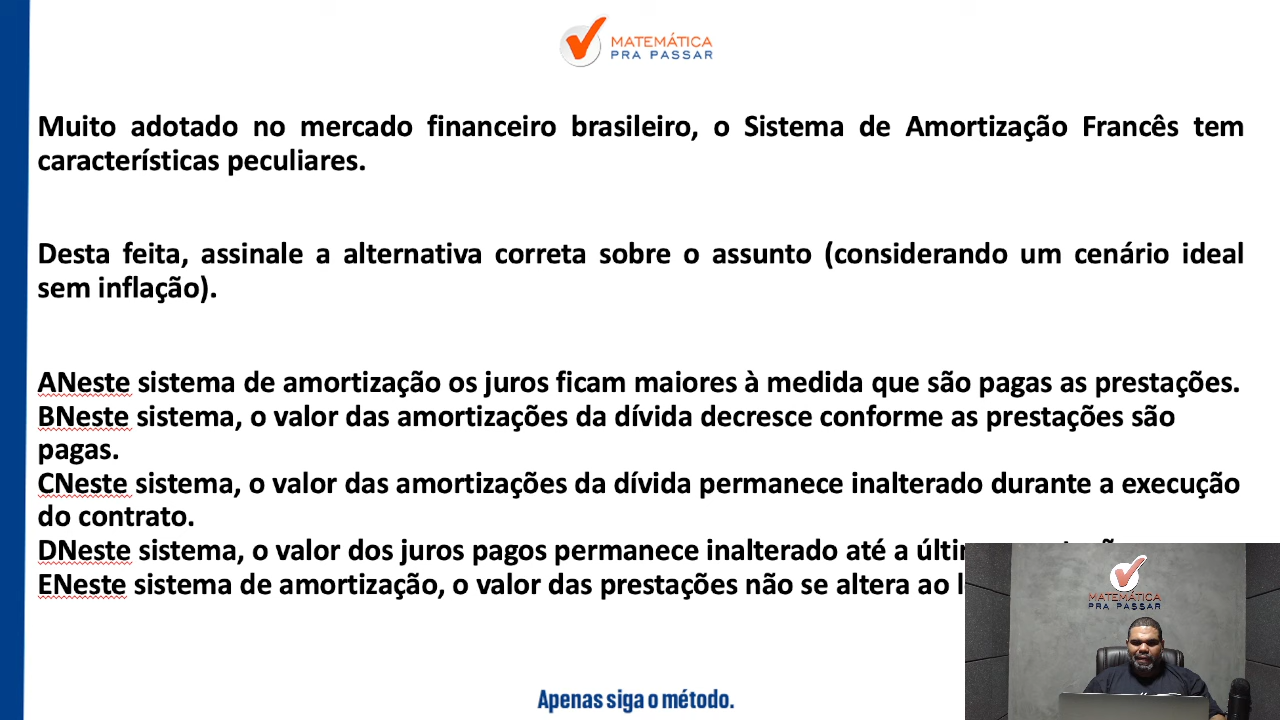 MATEMÁTICA
PRA PASSAR
Muito adotado no mercado financeiro brasileiro, o Sistema de Amortização Francês tem
características peculiares.
Desta feita, assinale a alternativa correta sobre o assunto (considerando um cenário ideal
sem inflação).
ANeste sistema de amortização os juros ficam maiores à medida que são pagas as prestações.
BNeste sistema, o valor das amortizações da dívida decresce conforme as prestações são
pagas.
CNeste sistema, o valor das amortizações da dívida permanece inalterado durante a execução
do contrato.
DNeste sistema, o valor dos juros pagos permanece inalterado até a
ENeste sistema de amortização, o valor das prestações não se altera ao
MATEMÁTICA
PRA PASSAR
Apenas siga o método.